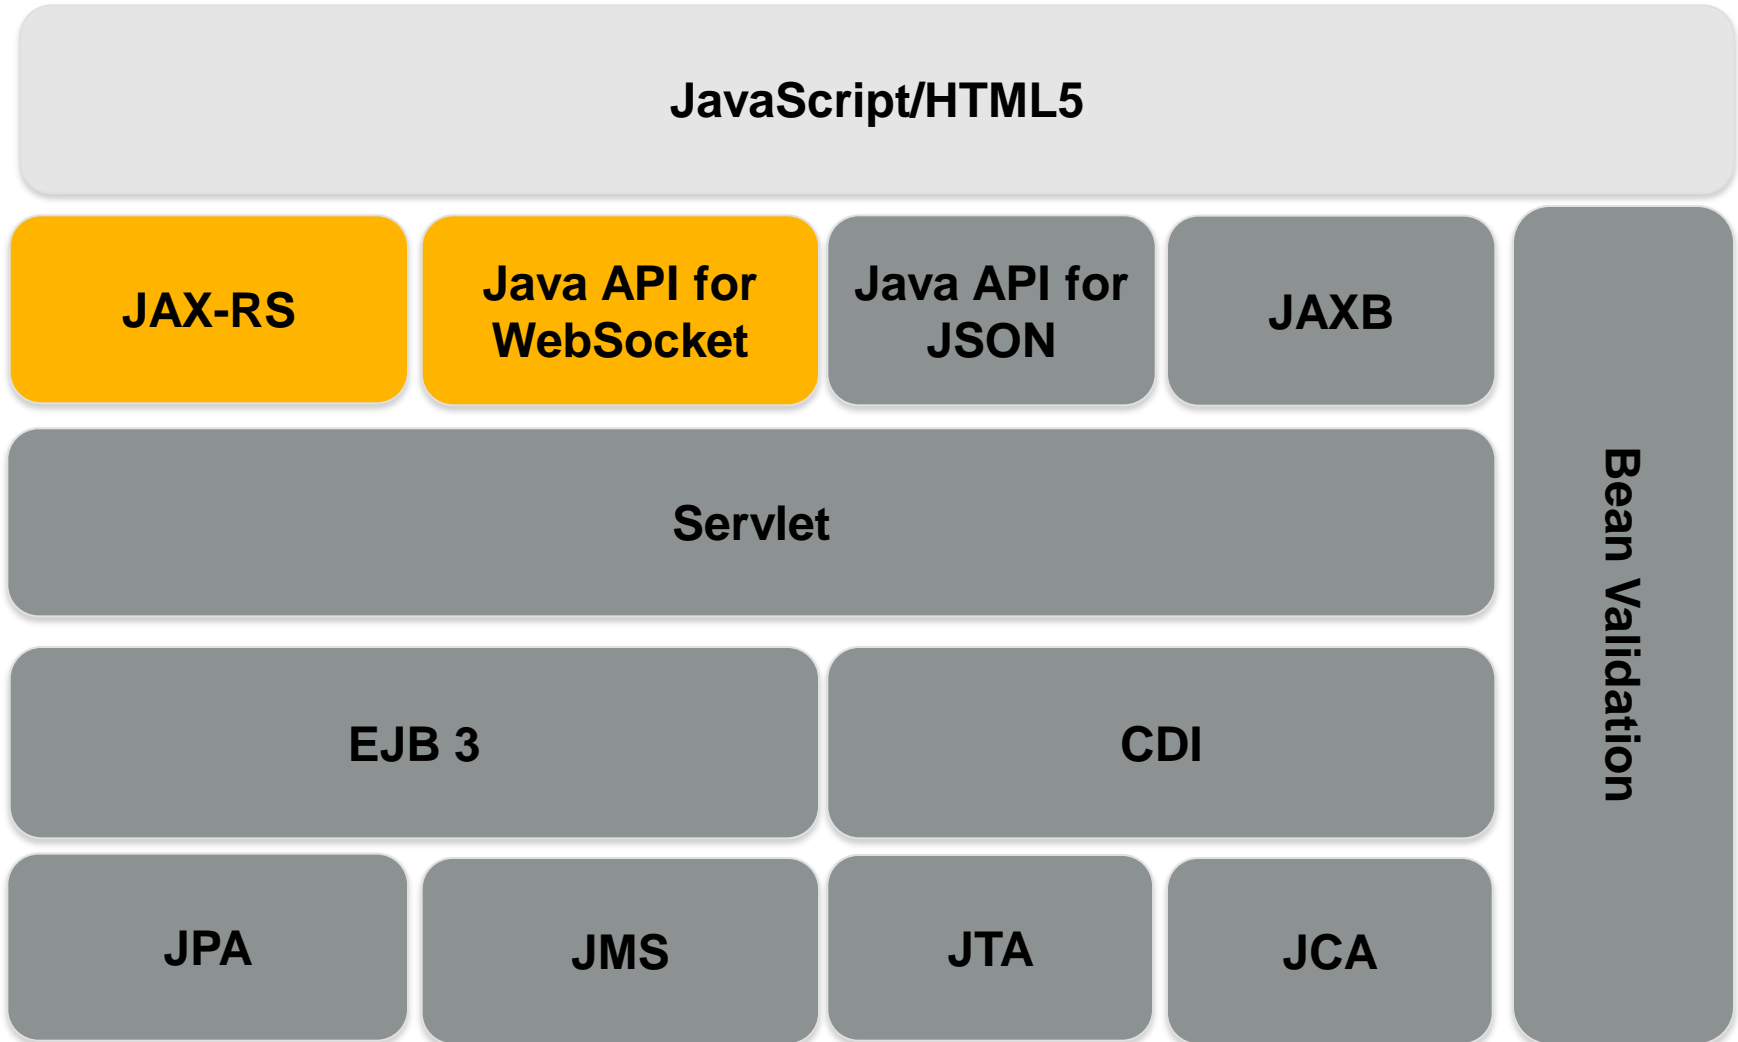 JavaScript/HTML5
JAX-RS
Java API for
WebSocket
Java API for
JSON
JAXB
Bean Validation
Servlet
EJB 3
CDI
JPA
JMS
JTA
JCA